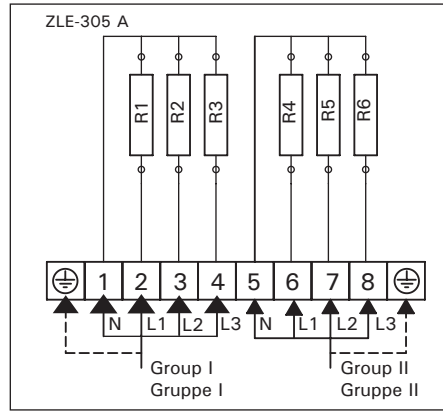 ZLE-305 A
R1 R2 R3 R4 R5 R6
1 2 3 4 5 6 7 8
N L1 L2 L3 N L1 L2 L3
Group I Group II
Gruppe I Gruppe II